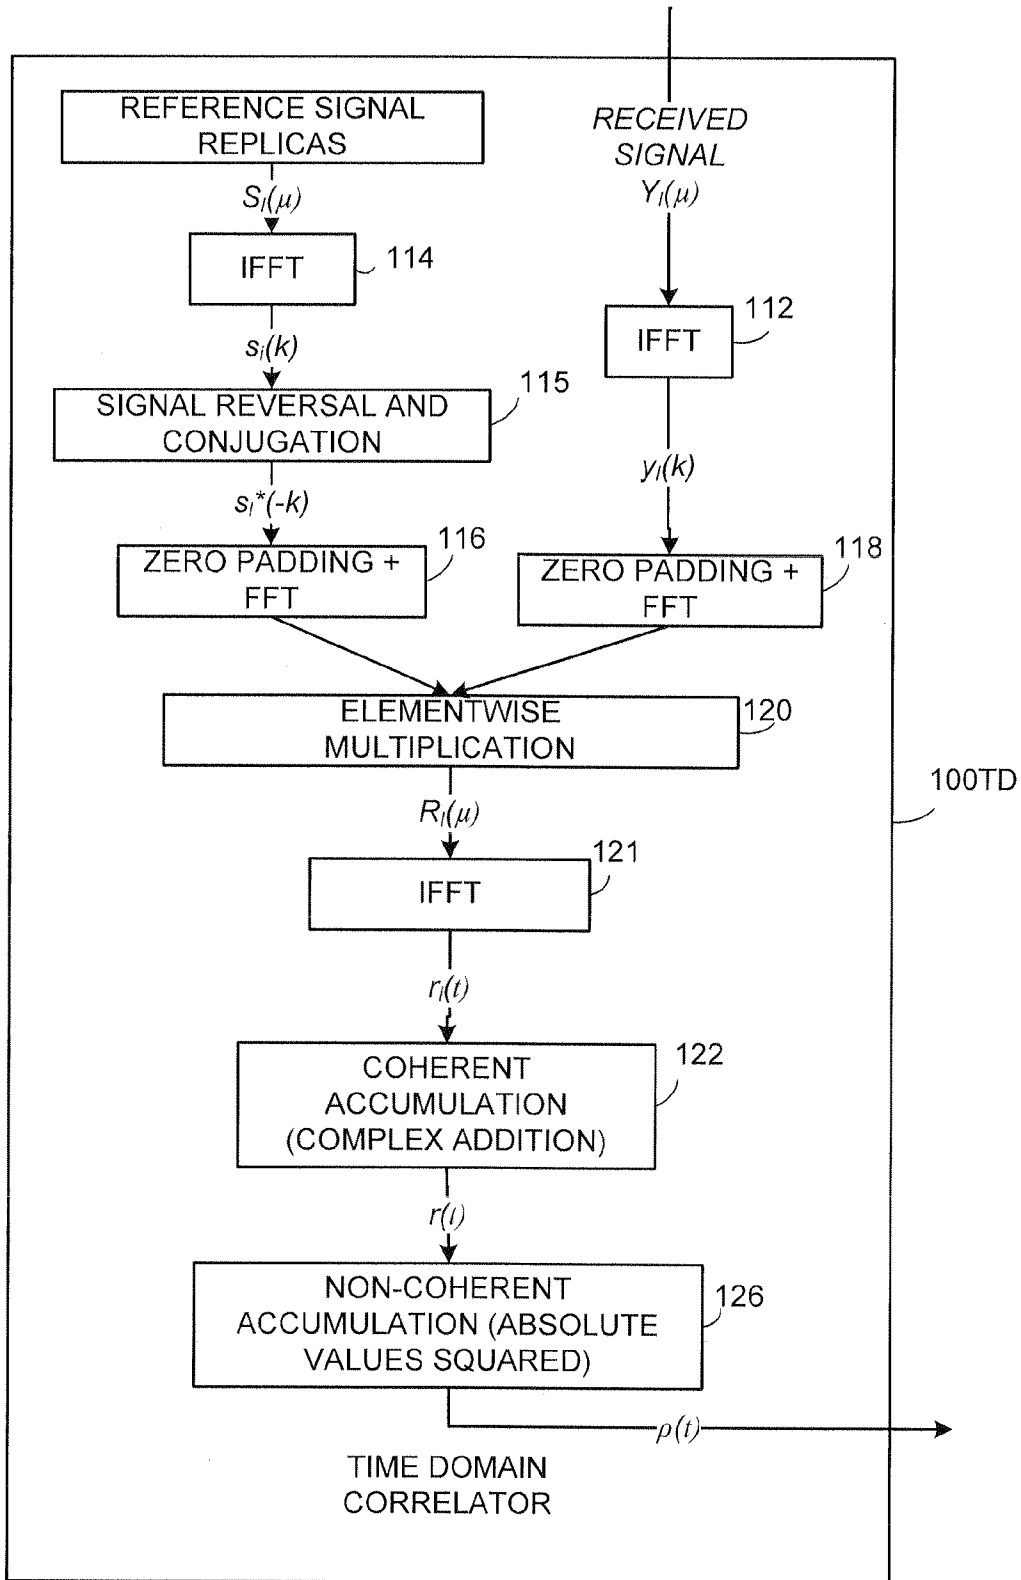 REFERENCE SIGNAL
REPLICAS
Sₗ(μ)
IFFT
114
sₗ(k)
SIGNAL REVERSAL AND
CONJUGATION
115
sₗ*(-k)
ZERO PADDING +
FFT
116
RECEIVED
SIGNAL
Yₗ(μ)
IFFT
112
yₗ(k)
ZERO PADDING +
FFT
118
ELEMENTWISE
MULTIPLICATION
120
Rₗ(μ)
IFFT
121
rₗ(t)
COHERENT
ACCUMULATION
(COMPLEX ADDITION)
122
r(t)
NON-COHERENT
ACCUMULATION (ABSOLUTE
VALUES SQUARED)
126
ρ(t)
TIME DOMAIN
CORRELATOR
100TD